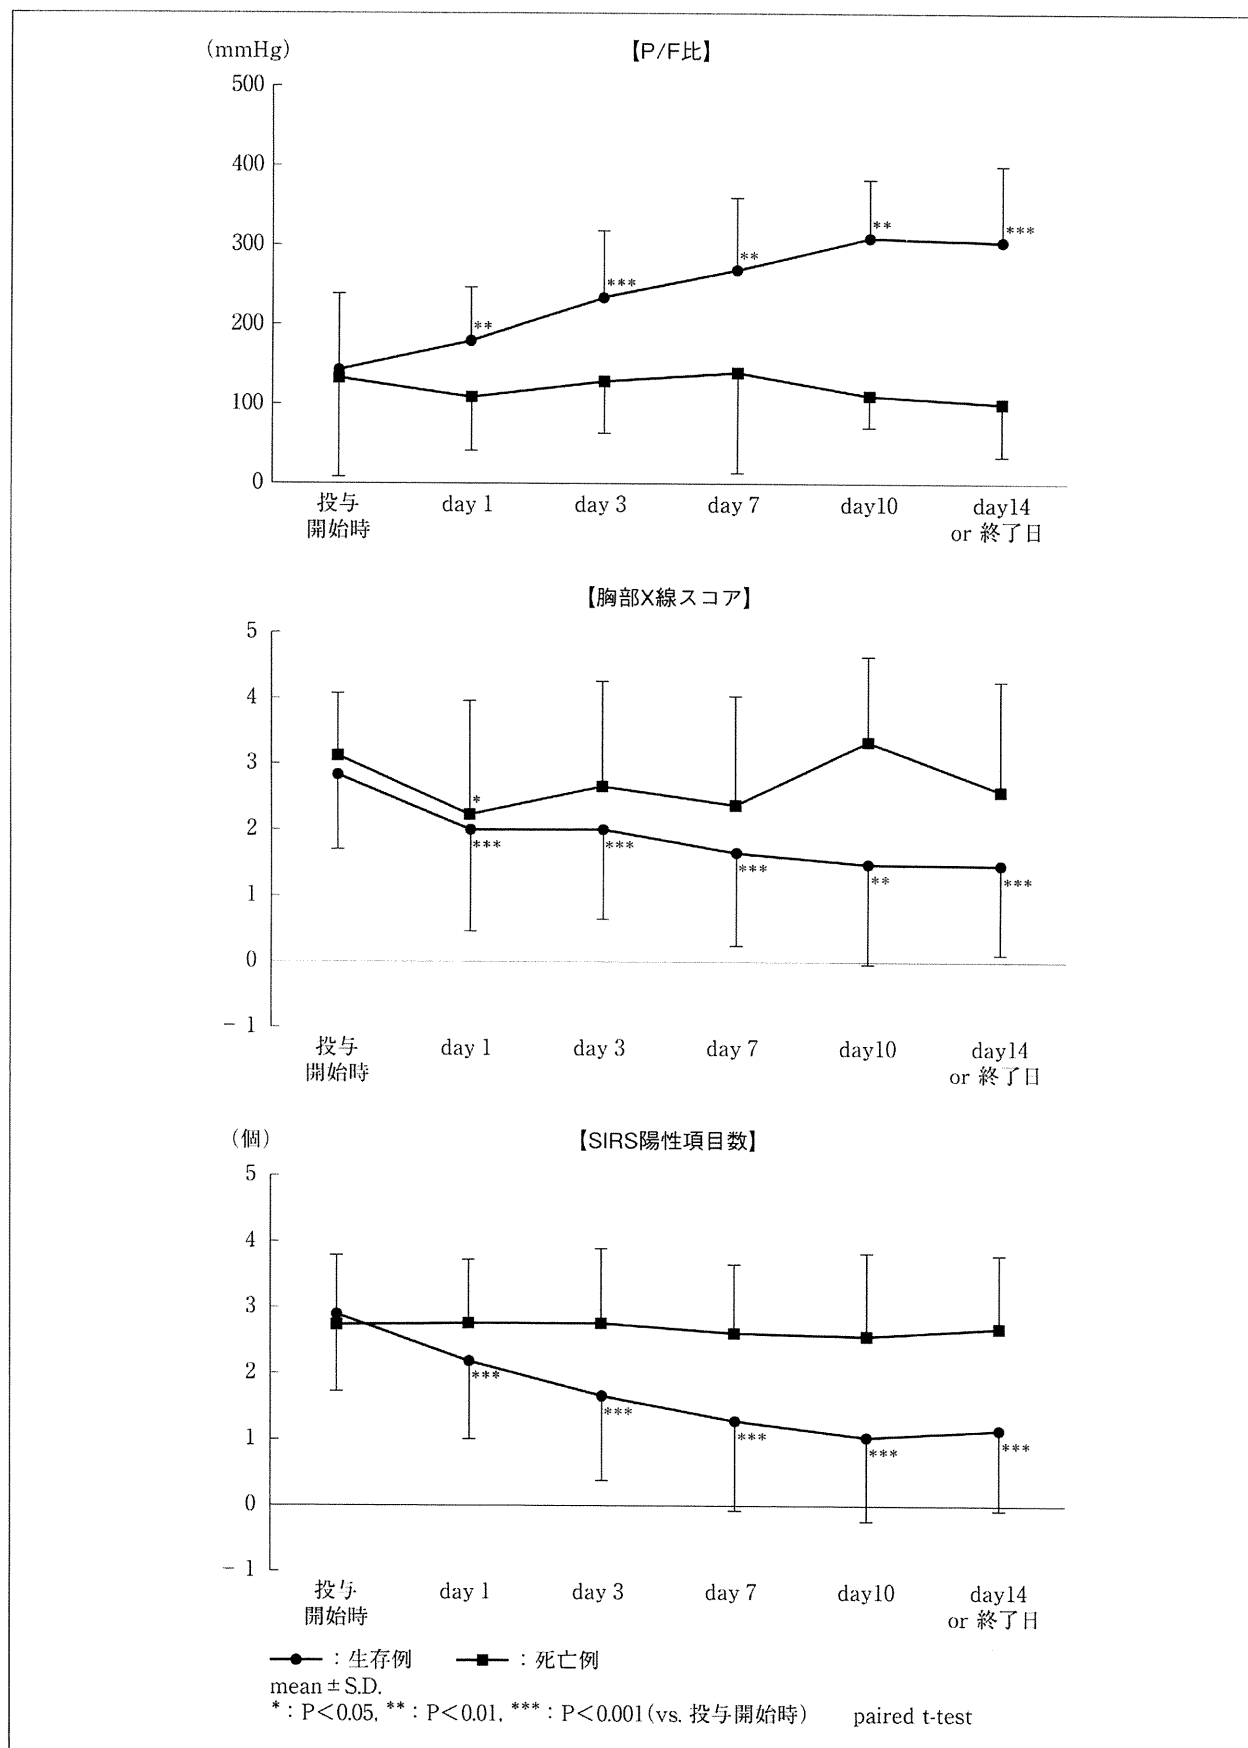 (mmHg)
【P/F比】
500
400
300
200
100
0
**
***
**
**
***
投与
開始時
day 1
day 3
day 7
day10
day14
or 終了日
【胸部X線スコア】
5
4
3
2
1
0
− 1
*
***
***
***
**
***
投与
開始時
day 1
day 3
day 7
day10
day14
or 終了日
(個)
【SIRS陽性項目数】
5
4
3
2
1
0
− 1
***
***
***
***
***
投与
開始時
day 1
day 3
day 7
day10
day14
or 終了日
：生存例 ：死亡例
mean ± S.D.
*：P＜0.05, **：P＜0.01, ***：P＜0.001(vs. 投与開始時) paired t-test